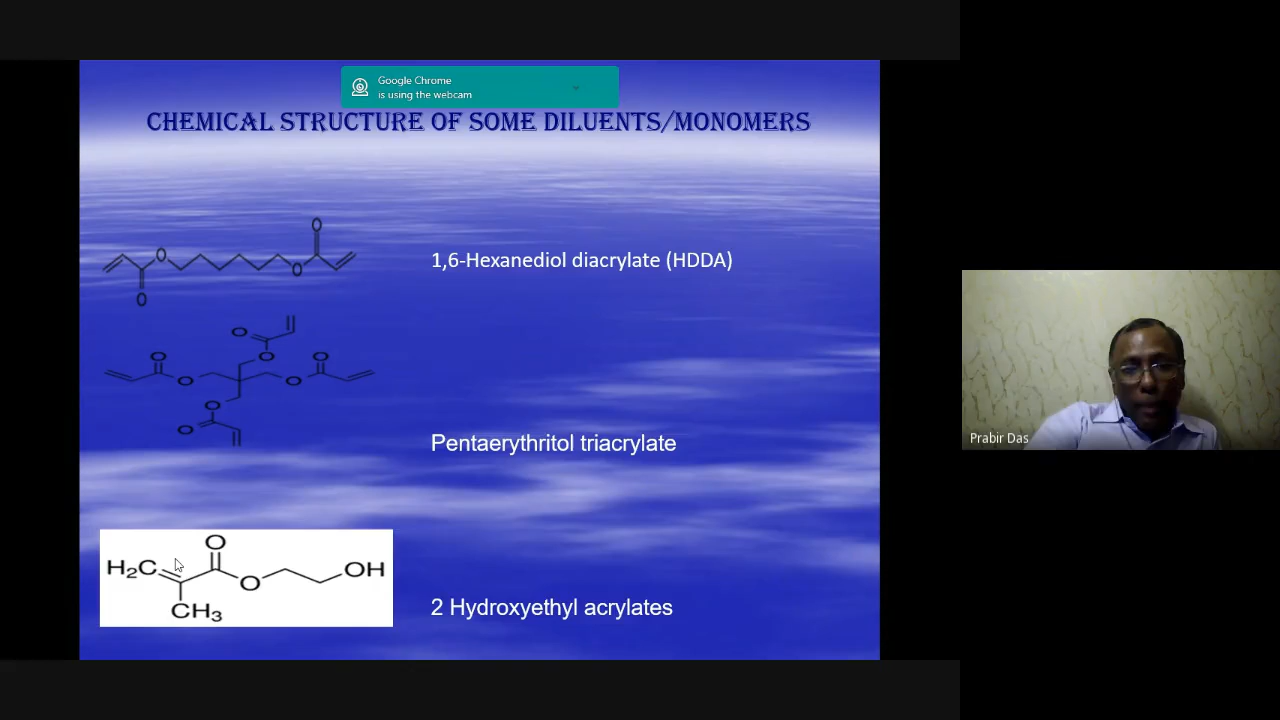 Google Chrome
is using the webcam
CHEMICAL STRUCTURE OF SOME DILUENTS/MONOMERS
O
O
O
O
1,6-Hexanediol diacrylate (HDDA)
O
O
O
O
O
O
O
O
Pentaerythritol triacrylate
Prabir Das
O
H2C
O
OH
CH3
2 Hydroxyethyl acrylates